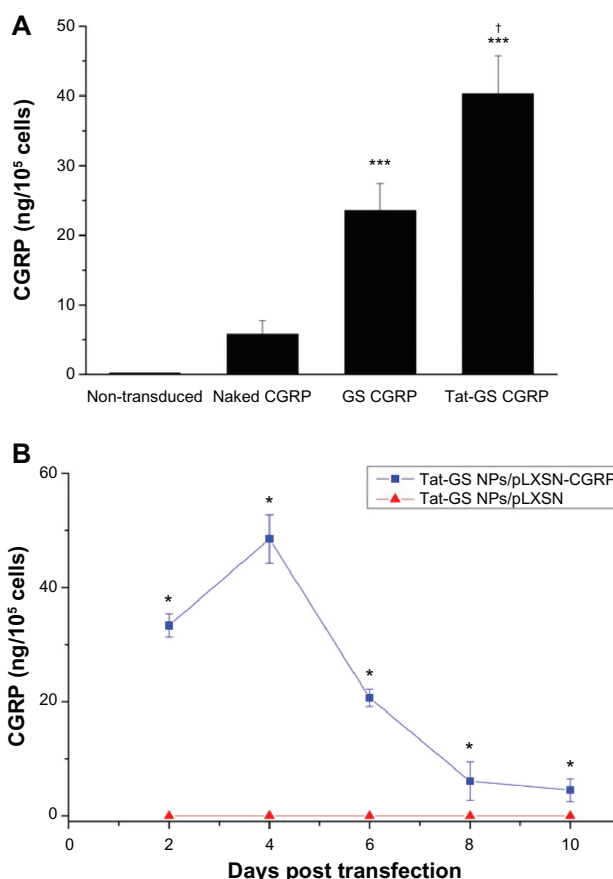 A
CGRP (ng/10⁵ cells)
50
40
30
20
10
0
***
†
***
Non-transduced Naked CGRP GS CGRP Tat-GS CGRP
B
CGRP (ng/10⁵ cells)
60
40
20
0
Tat-GS NPs/pLXSN-CGRP
Tat-GS NPs/pLXSN
* * * * *
0 2 4 6 8 10
Days post transfection